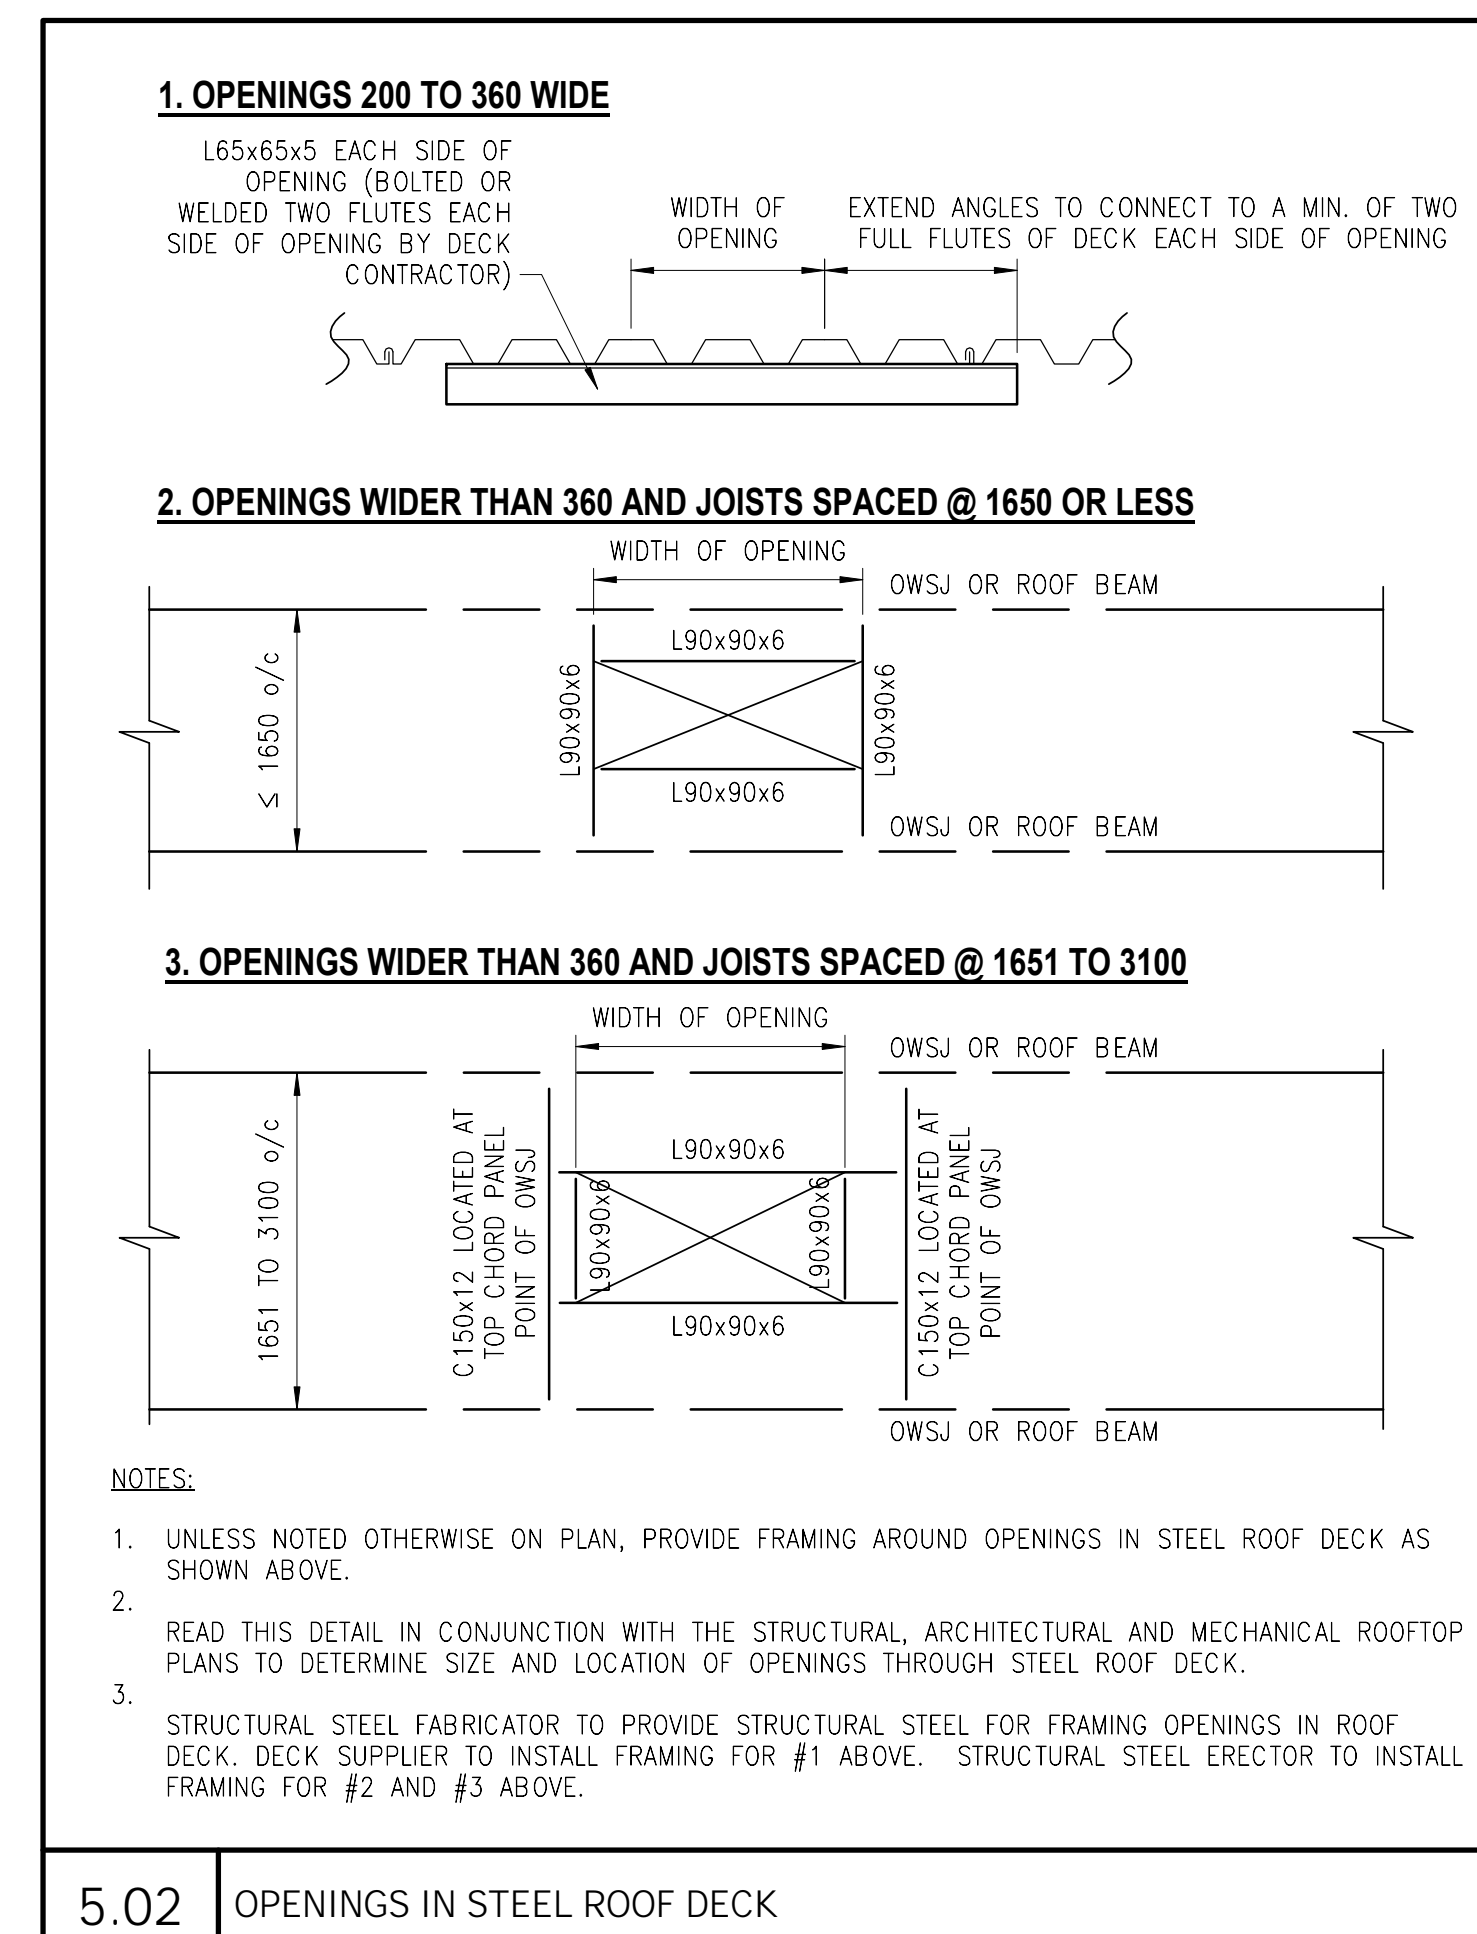 1. OPENINGS 200 TO 360 WIDE
L65x65x5 EACH SIDE OF
OPENING (BOLTED OR
WELDED TWO FLUTES EACH
SIDE OF OPENING BY DECK
CONTRACTOR)
WIDTH OF
OPENING
EXTEND ANGLES TO CONNECT TO A MIN. OF TWO
FULL FLUTES OF DECK EACH SIDE OF OPENING
2. OPENINGS WIDER THAN 360 AND JOISTS SPACED @ 1650 OR LESS
WIDTH OF OPENING
OWSJ OR ROOF BEAM
≤ 1650 o/c
L90x90x6
L90x90x6
L90x90x6
L90x90x6
OWSJ OR ROOF BEAM
3. OPENINGS WIDER THAN 360 AND JOISTS SPACED @ 1651 TO 3100
WIDTH OF OPENING
OWSJ OR ROOF BEAM
1651 TO 3100 o/c
C150x12 LOCATED AT
TOP CHORD PANEL
POINT OF OWSJ
L90x90x6
L90x90x6
L90x90x6
L90x90x6
C150x12 LOCATED AT
TOP CHORD PANEL
POINT OF OWSJ
OWSJ OR ROOF BEAM
NOTES:
1. UNLESS NOTED OTHERWISE ON PLAN, PROVIDE FRAMING AROUND OPENINGS IN STEEL ROOF DECK AS
SHOWN ABOVE.
2.
READ THIS DETAIL IN CONJUNCTION WITH THE STRUCTURAL, ARCHITECTURAL AND MECHANICAL ROOFTOP
PLANS TO DETERMINE SIZE AND LOCATION OF OPENINGS THROUGH STEEL ROOF DECK.
3.
STRUCTURAL STEEL FABRICATOR TO PROVIDE STRUCTURAL STEEL FOR FRAMING OPENINGS IN ROOF
DECK. DECK SUPPLIER TO INSTALL FRAMING FOR #1 ABOVE. STRUCTURAL STEEL ERECTOR TO INSTALL
FRAMING FOR #2 AND #3 ABOVE.
5.02
OPENINGS IN STEEL ROOF DECK